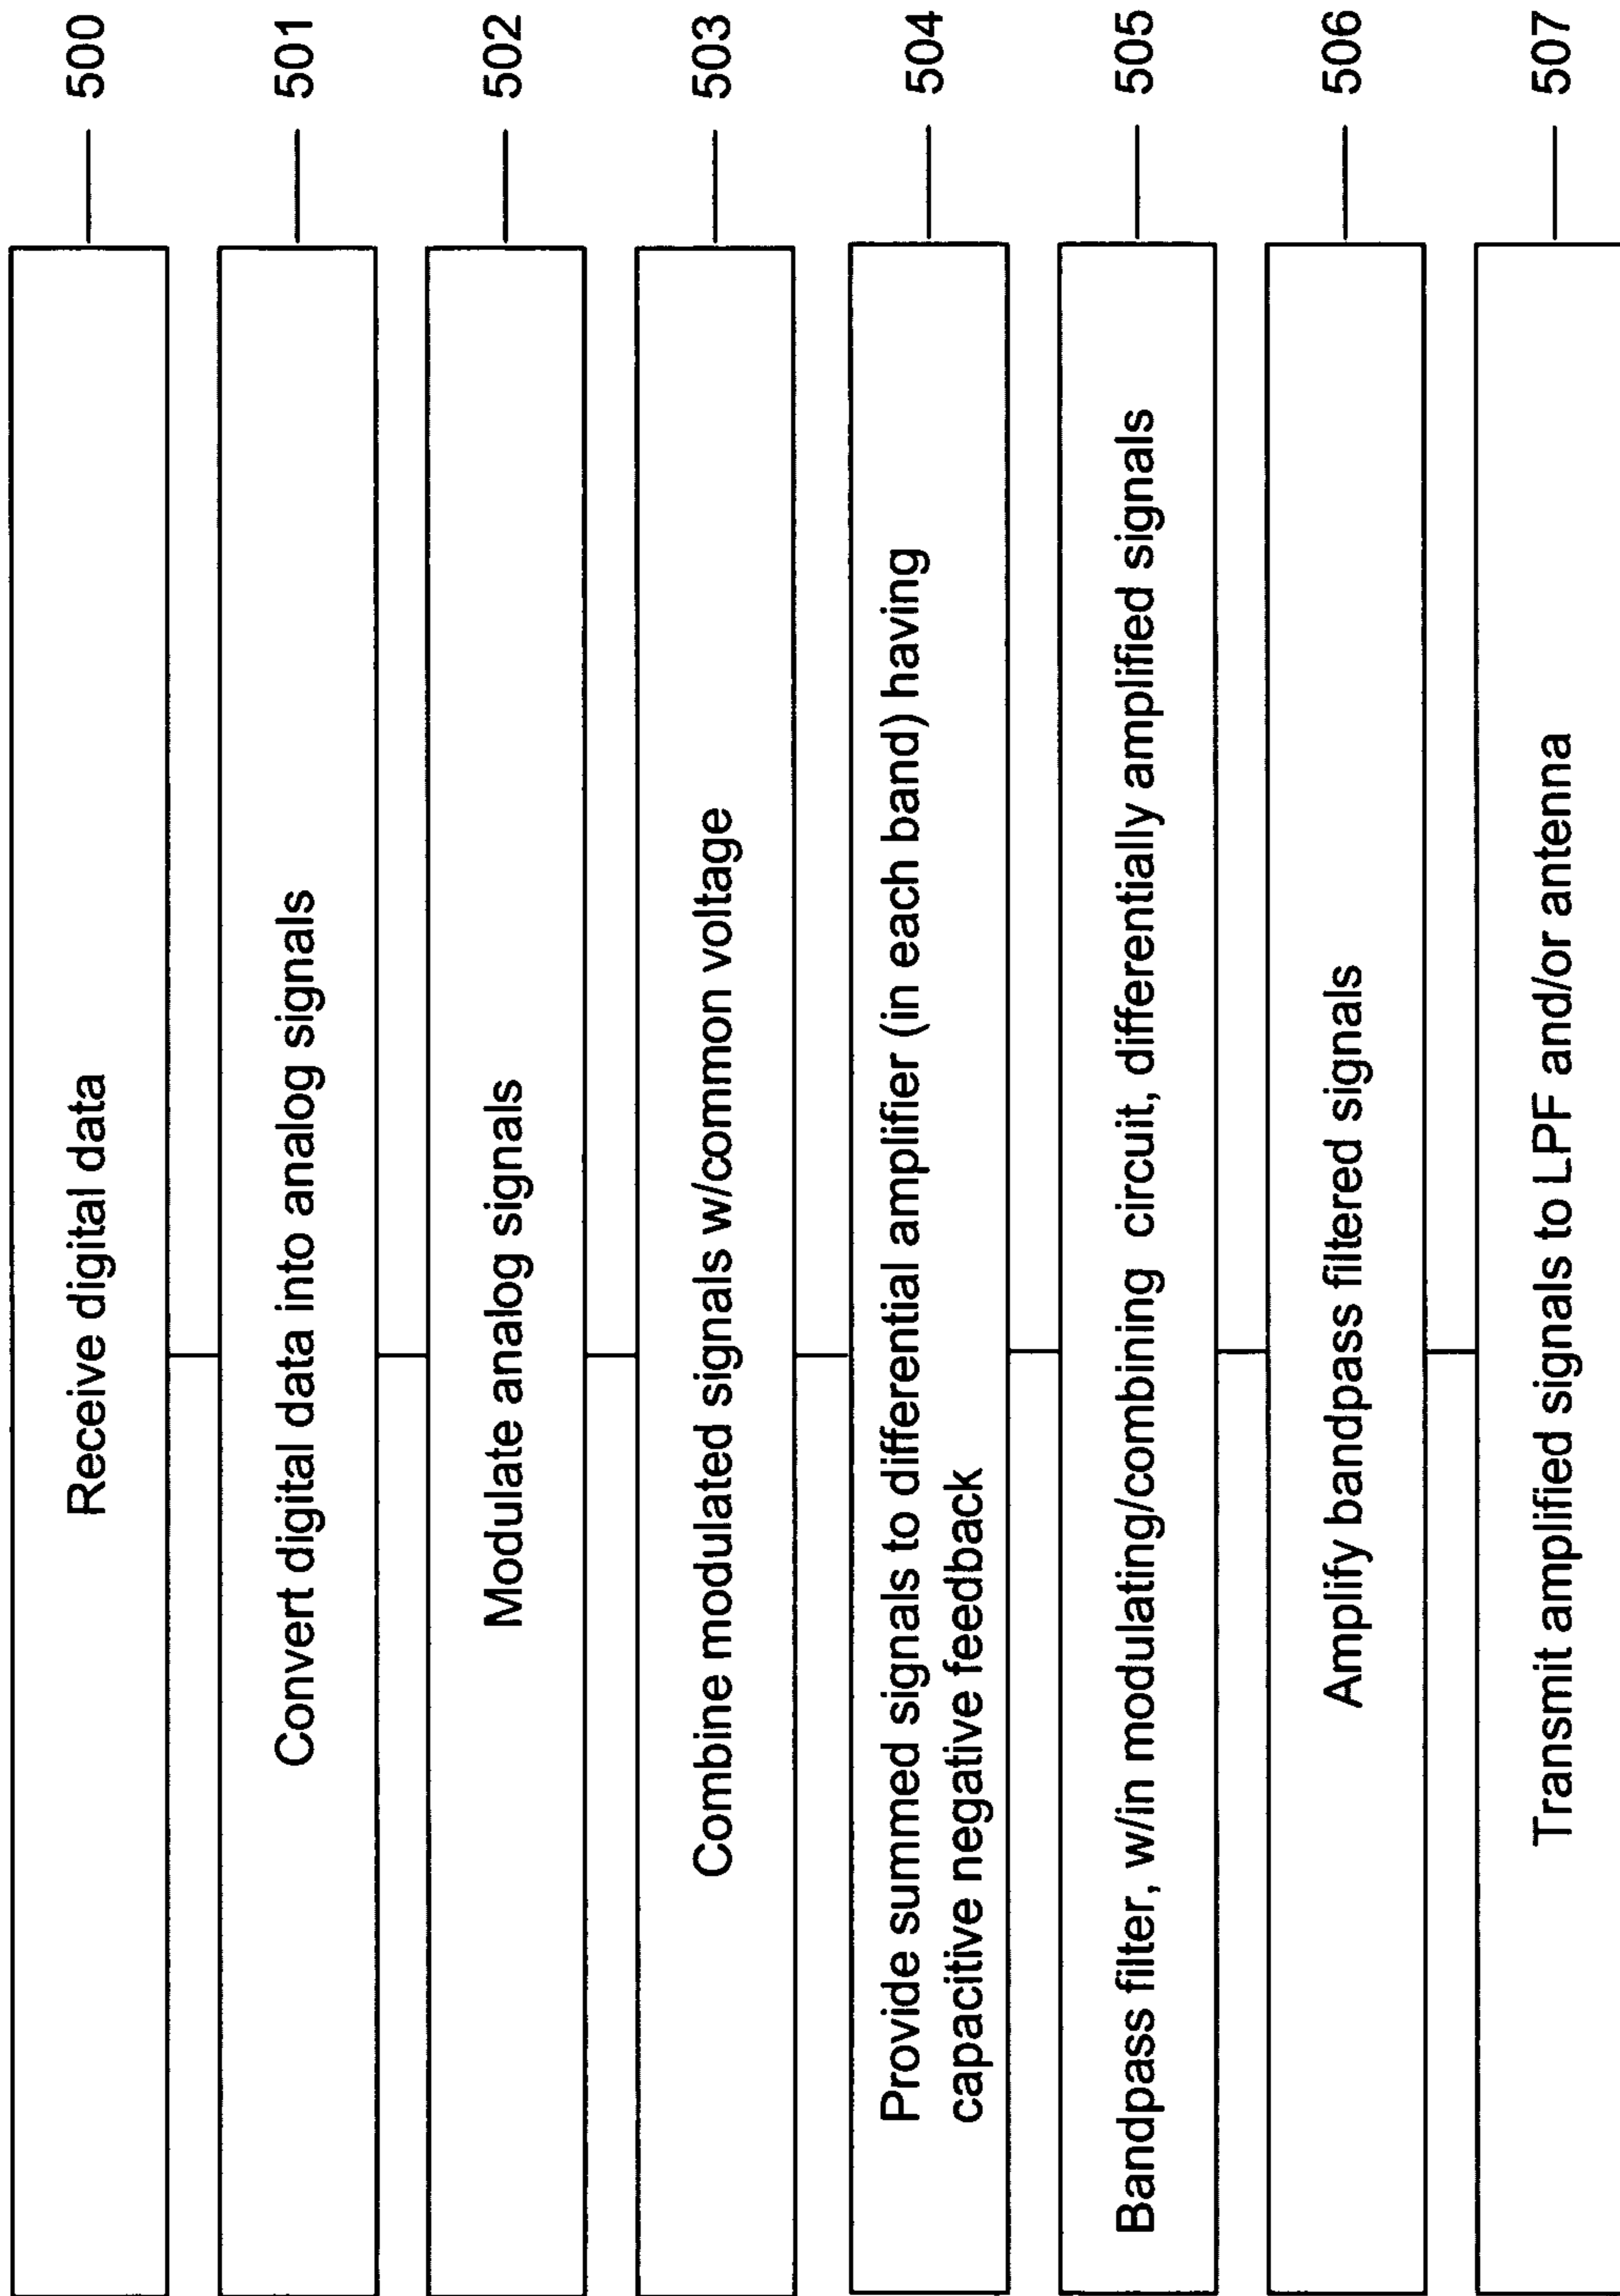 Receive digital data
500
Convert digital data into analog signals
501
Modulate analog signals
502
Combine modulated signals w/common voltage
503
Provide summed signals to differential amplifier (in each band) having
capacitive negative feedback
504
Bandpass filter, w/in modulating/combining circuit, differentially amplified signals
505
Amplify bandpass filtered signals
506
Transmit amplified signals to LPF and/or antenna
507